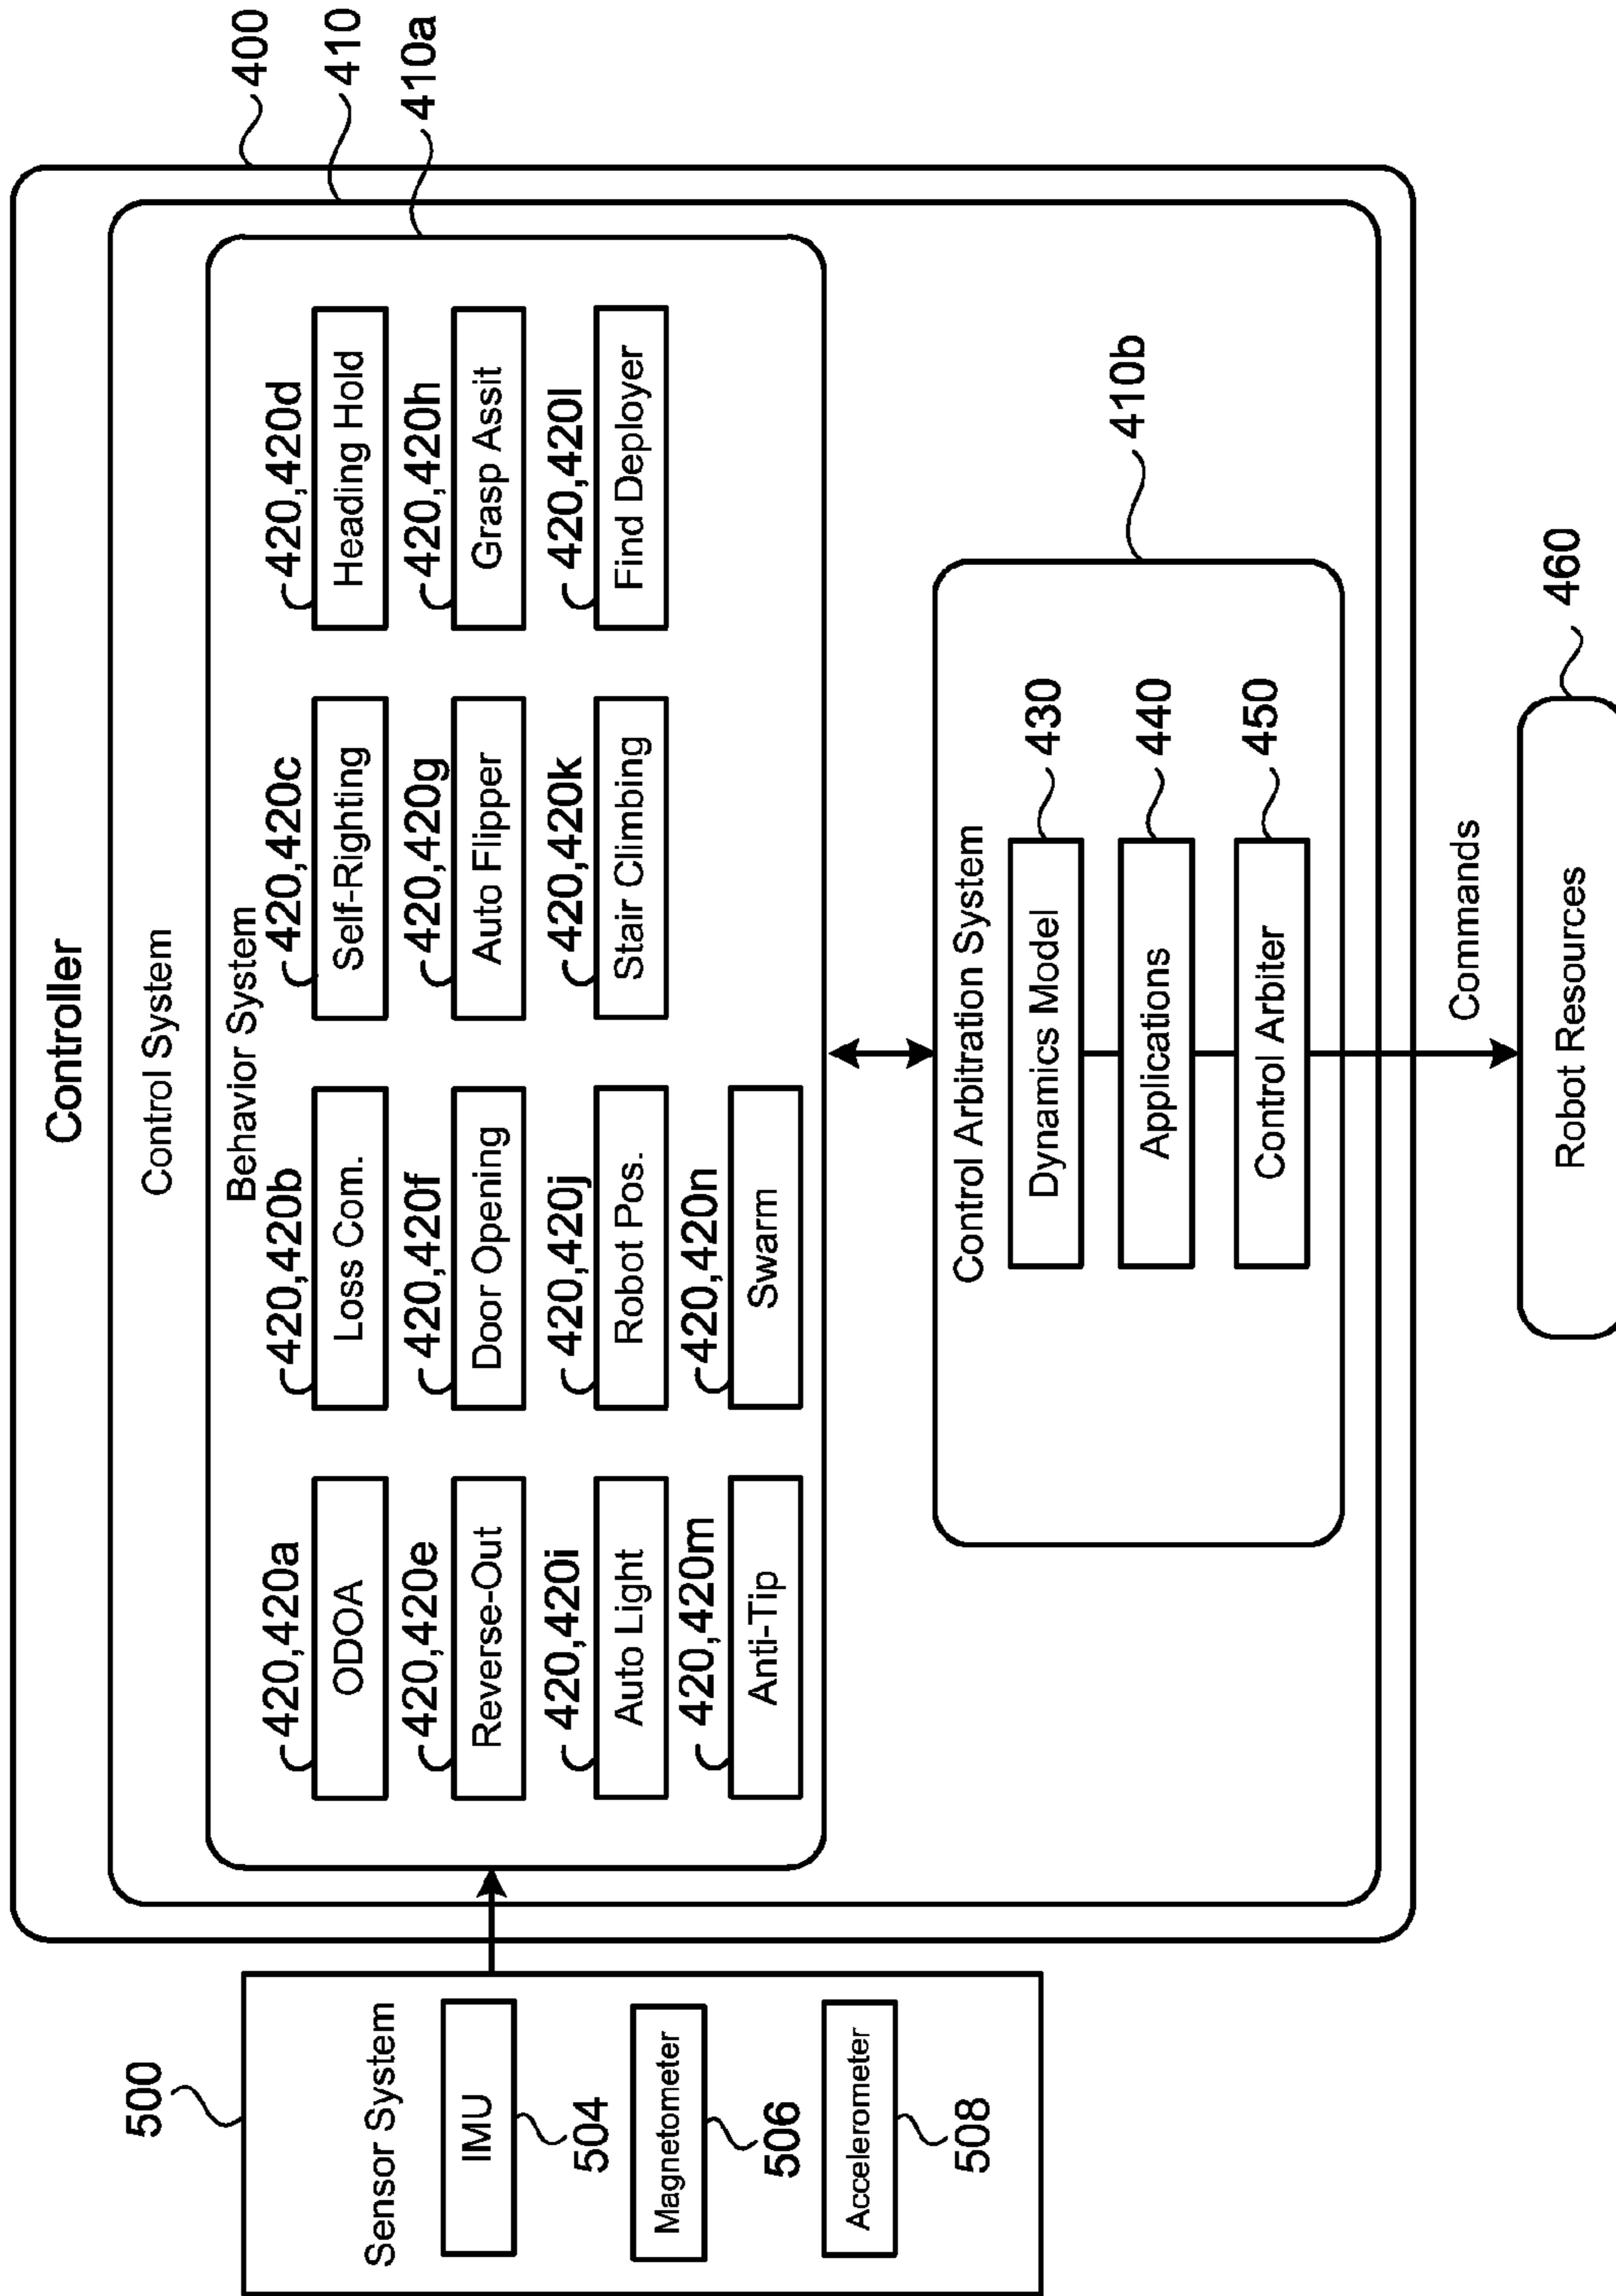 Controller
400
Control System
410
Behavior System
410a
420,420a
420,420b
420,420c
420,420d
ODOA
Loss Com.
Self-Righting
Heading Hold
420,420e
420,420f
420,420g
420,420h
Reverse-Out
Door Opening
Auto Flipper
Grasp Assit
420,420i
420,420j
420,420k
420,420l
Auto Light
Robot Pos.
Stair Climbing
Find Deployer
420,420m
420,420n
Anti-Tip
Swarm
500
Sensor System
IMU
504
Magnetometer
506
Accelerometer
508
410b
Control Arbitration System
Dynamics Model
430
Applications
440
Control Arbiter
450
Commands
460
Robot Resources